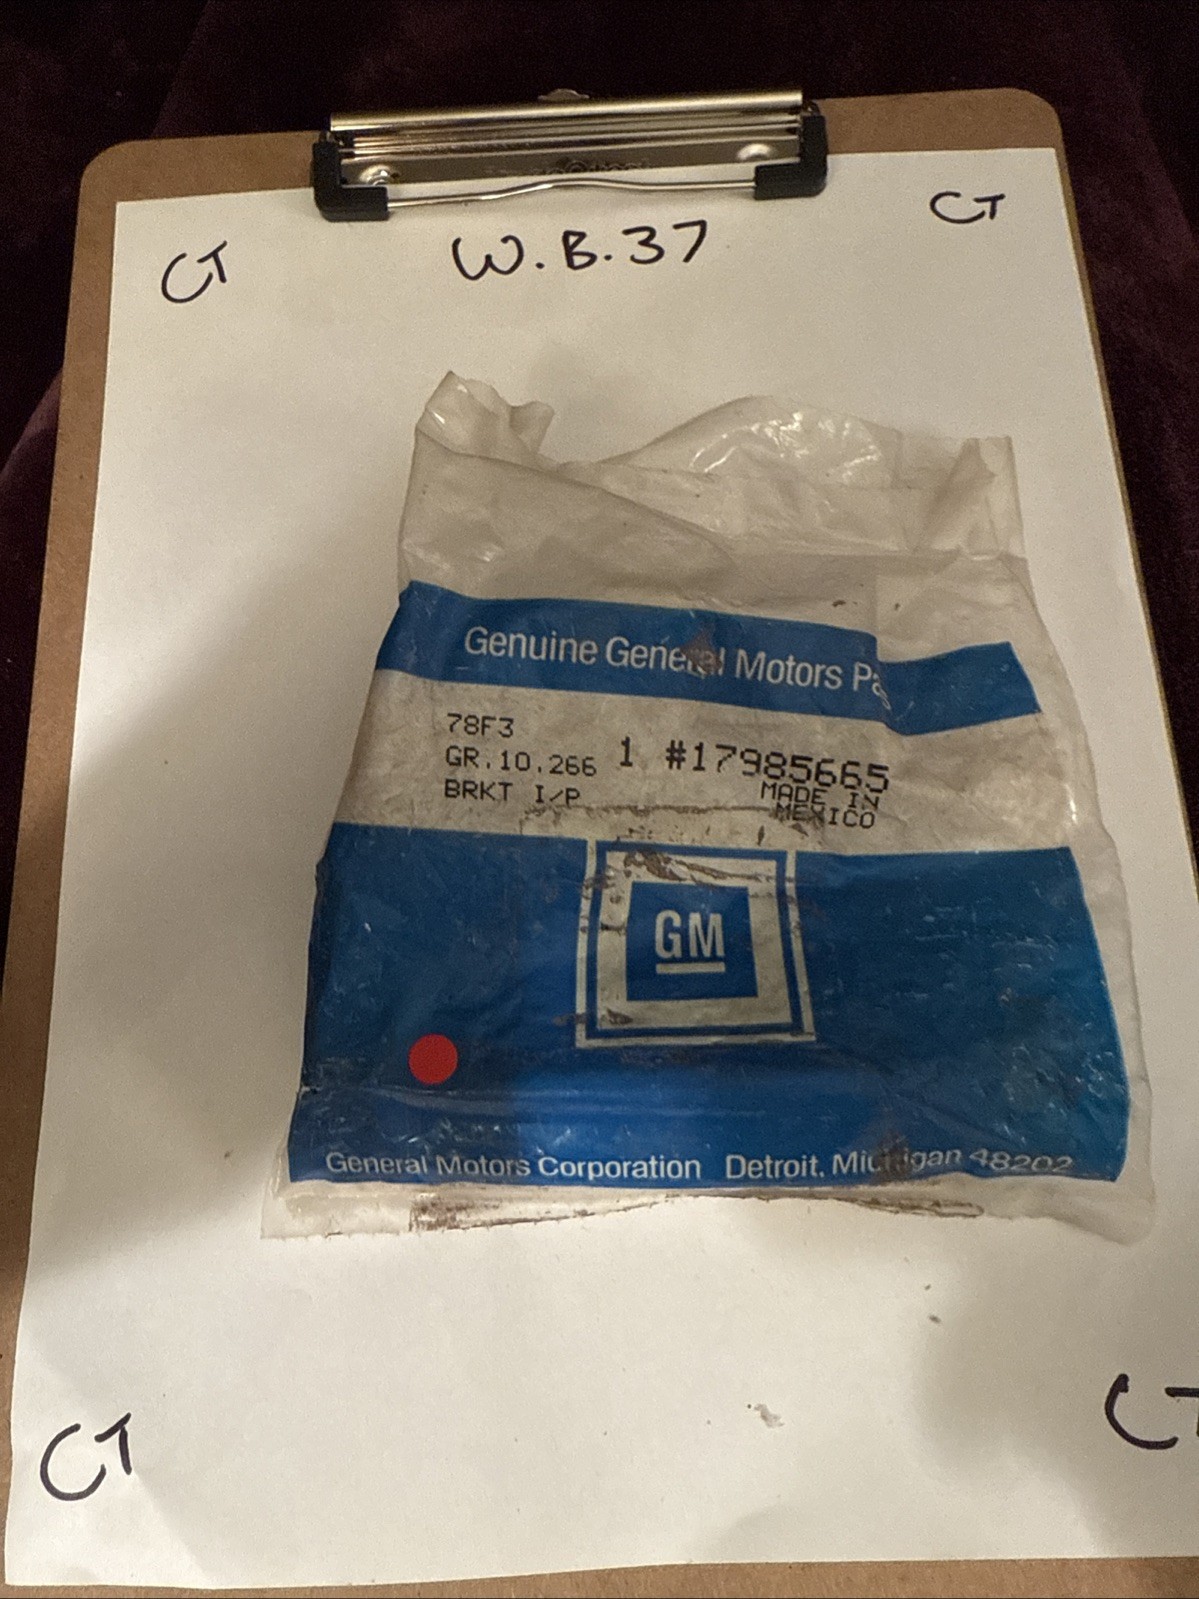 CT
W.B.37
CT
Genuine General Motors Pa
78F3
GR.10.266 1 #17985665
BRKT I/P MADE IN
MEXICO
GM
General Motors Corporation Detroit, Michigan 48202
CT
CT